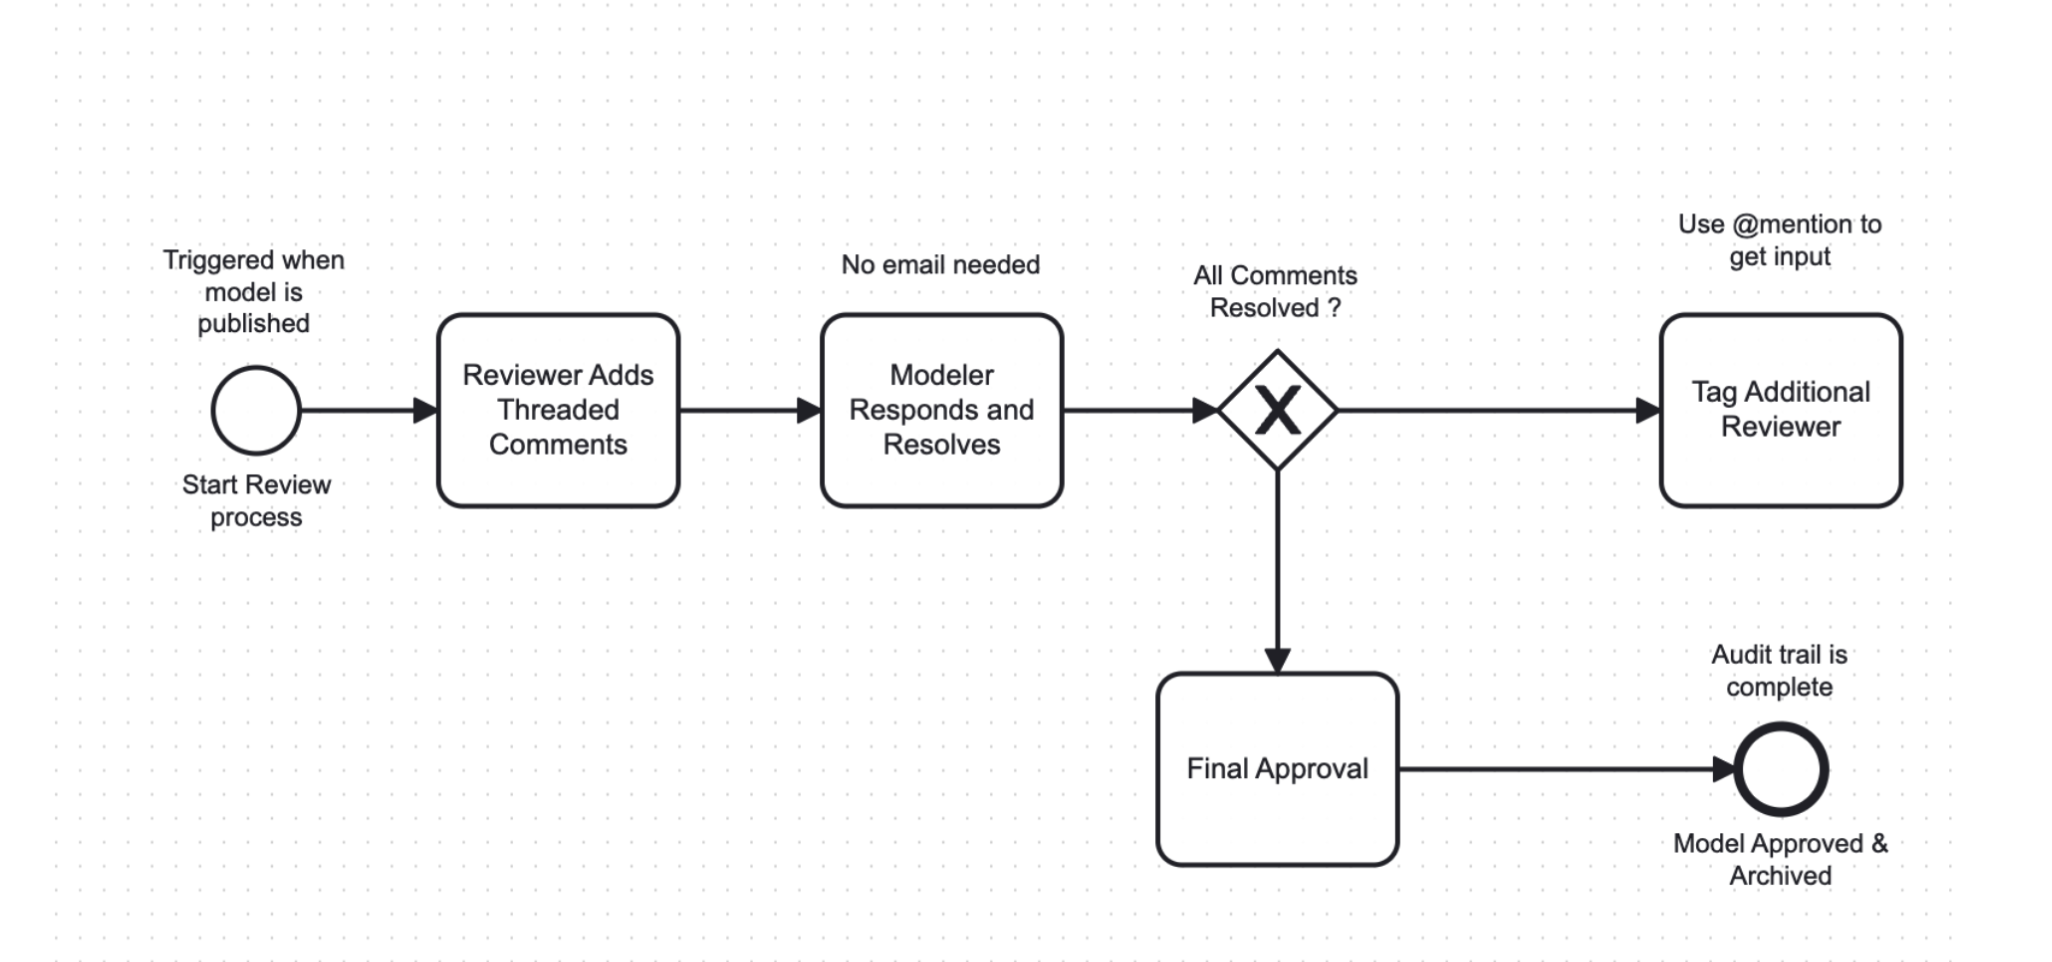 Triggered when
model is
published
Start Review
process
Reviewer Adds
Threaded
Comments
No email needed
Modeler
Responds and
Resolves
All Comments
Resolved ?
X
Use @mention to
get input
Tag Additional
Reviewer
Final Approval
Audit trail is
complete
Model Approved &
Archived